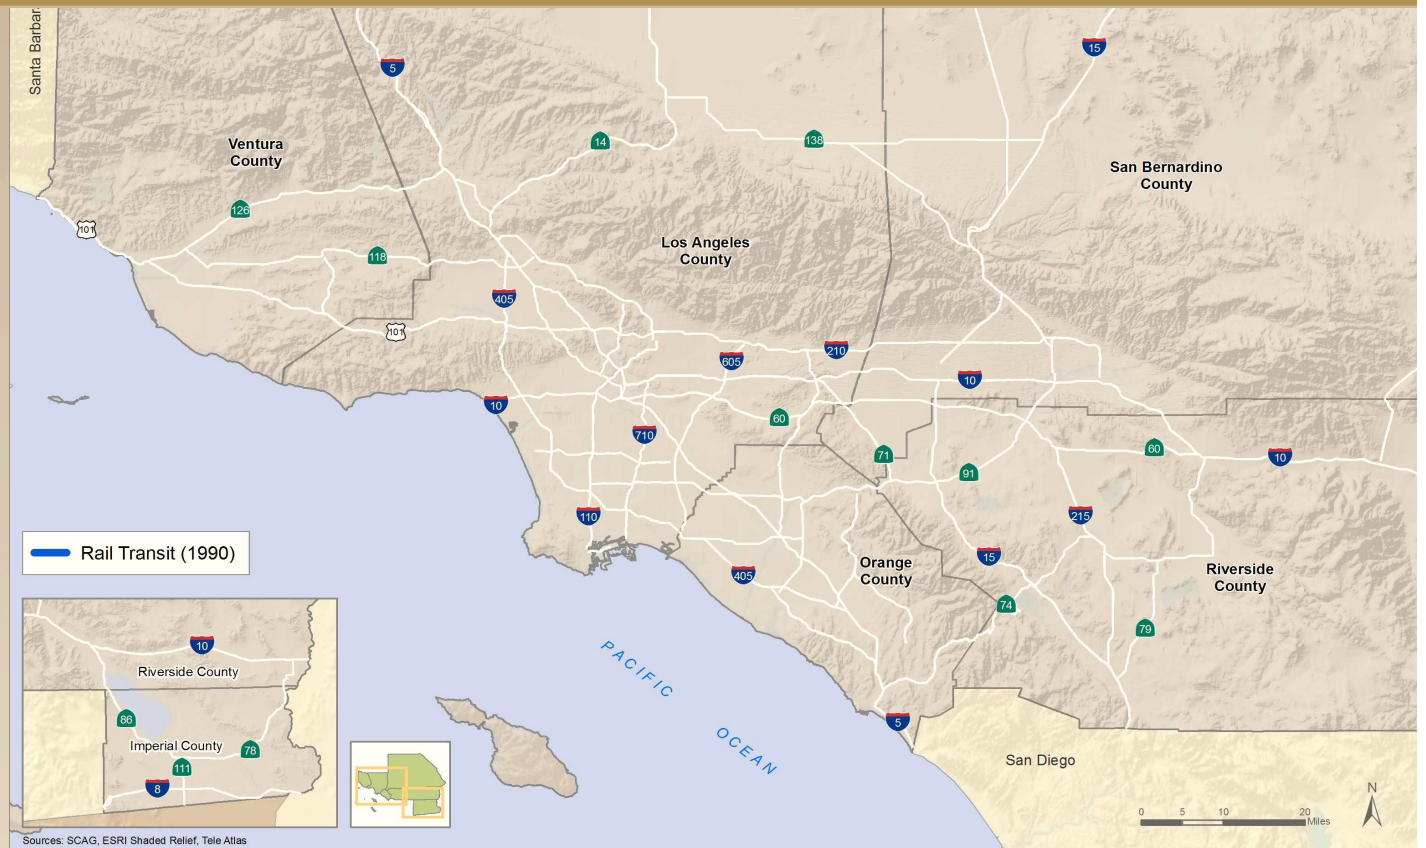 Santa Barbar
5
15
14
138
Ventura
County
San Bernardino
County
126
101
Los Angeles
County
118
405
101
605
210
10
10
60
710
71
60
10
91
110
215
Rail Transit (1990)
15
Orange
County
405
Riverside
County
74
79
10
Riverside County
PACIFIC
OCEAN
86
5
Imperial County
78
111
8
San Diego
N
0 5 10 20
Miles
Sources: SCAG, ESRI Shaded Relief, Tele Atlas